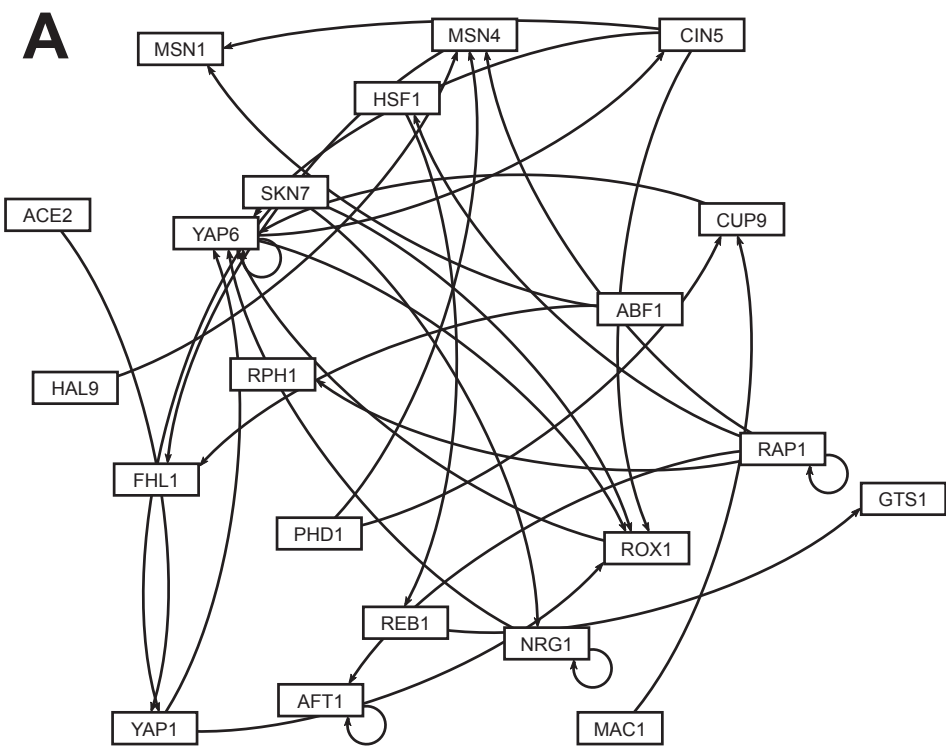 A
MSN1
MSN4
CIN5
HSF1
SKN7
ACE2
YAP6
CUP9
ABF1
HAL9
RPH1
RAP1
FHL1
GTS1
PHD1
ROX1
REB1
NRG1
AFT1
YAP1
MAC1